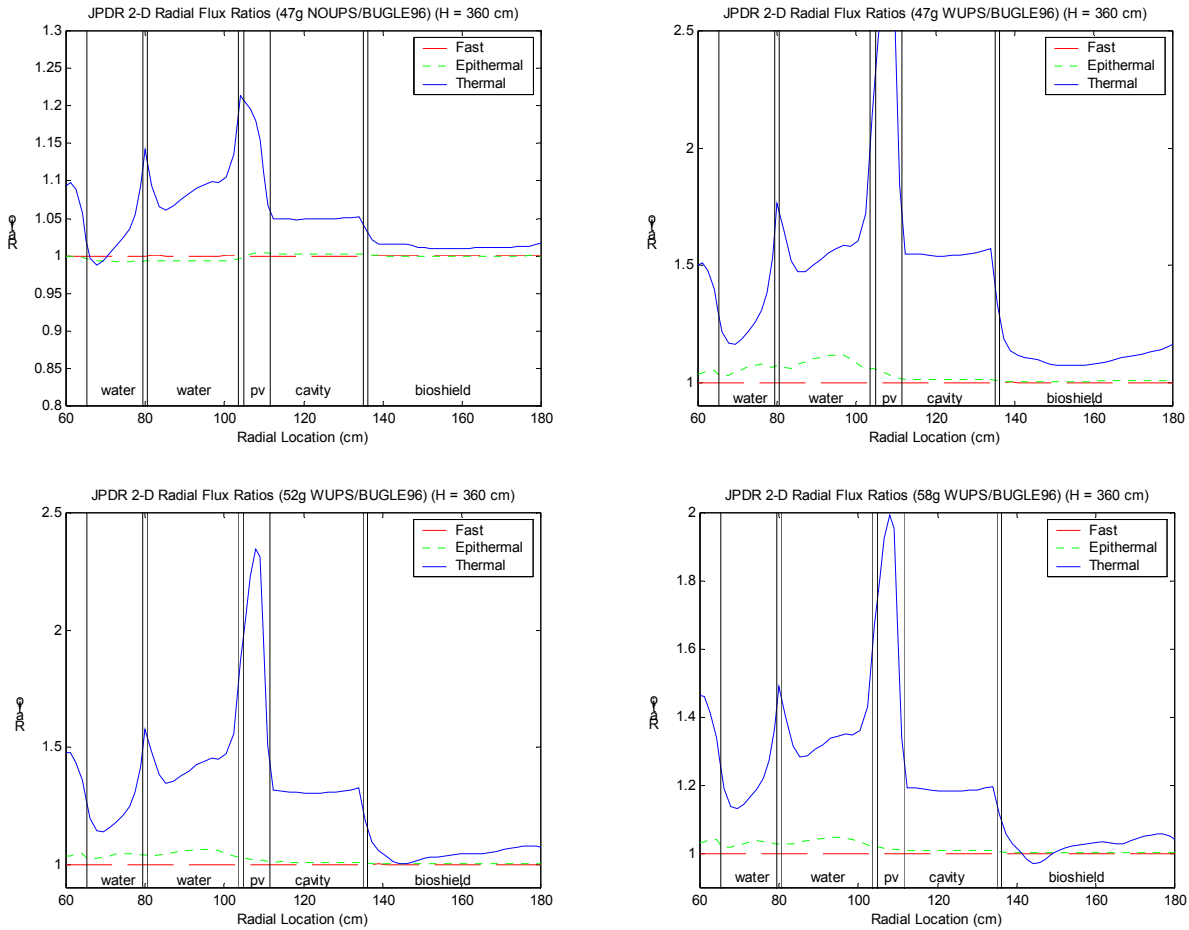 JPDR 2-D Radial Flux Ratios (47g NOUPS/BUGLE96) (H = 360 cm)
1.3
1.25
1.2
1.15
1.1
1.05
1
0.95
0.9
0.85
0.8
Ratio
Fast
Epithermal
Thermal
water water pv cavity bioshield
60 80 100 120 140 160 180
Radial Location (cm)
JPDR 2-D Radial Flux Ratios (47g WUPS/BUGLE96) (H = 360 cm)
2.5
2
1.5
1
Ratio
Fast
Epithermal
Thermal
water water pv cavity bioshield
60 80 100 120 140 160 180
Radial Location (cm)
JPDR 2-D Radial Flux Ratios (52g WUPS/BUGLE96) (H = 360 cm)
2.5
2
1.5
1
Ratio
Fast
Epithermal
Thermal
water water pv cavity bioshield
60 80 100 120 140 160 180
Radial Location (cm)
JPDR 2-D Radial Flux Ratios (58g WUPS/BUGLE96) (H = 360 cm)
2
1.8
1.6
1.4
1.2
1
Ratio
Fast
Epithermal
Thermal
water water pv cavity bioshield
60 80 100 120 140 160 180
Radial Location (cm)